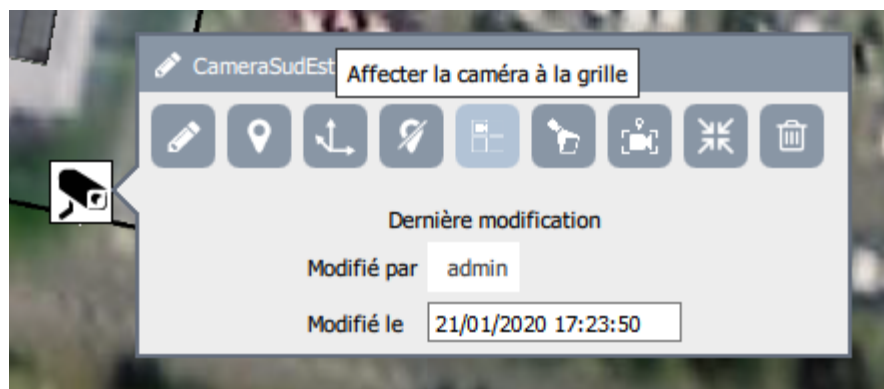 CameraSudEst
Affecter la caméra à la grille
Dernière modification
Modifié par admin
Modifié le 21/01/2020 17:23:50